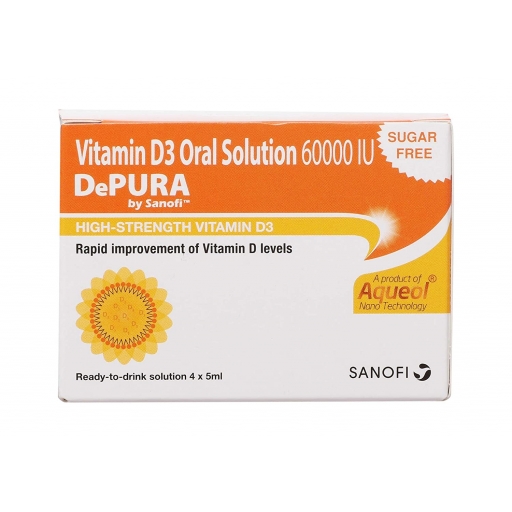 Vitamin D3 Oral Solution 60000 IU
SUGAR
FREE
DePURA
by Sanofi™
HIGH-STRENGTH VITAMIN D3
Rapid improvement of Vitamin D levels
A product of
Aqueol®
Nano Technology
Ready-to-drink solution 4 x 5ml
SANOFI